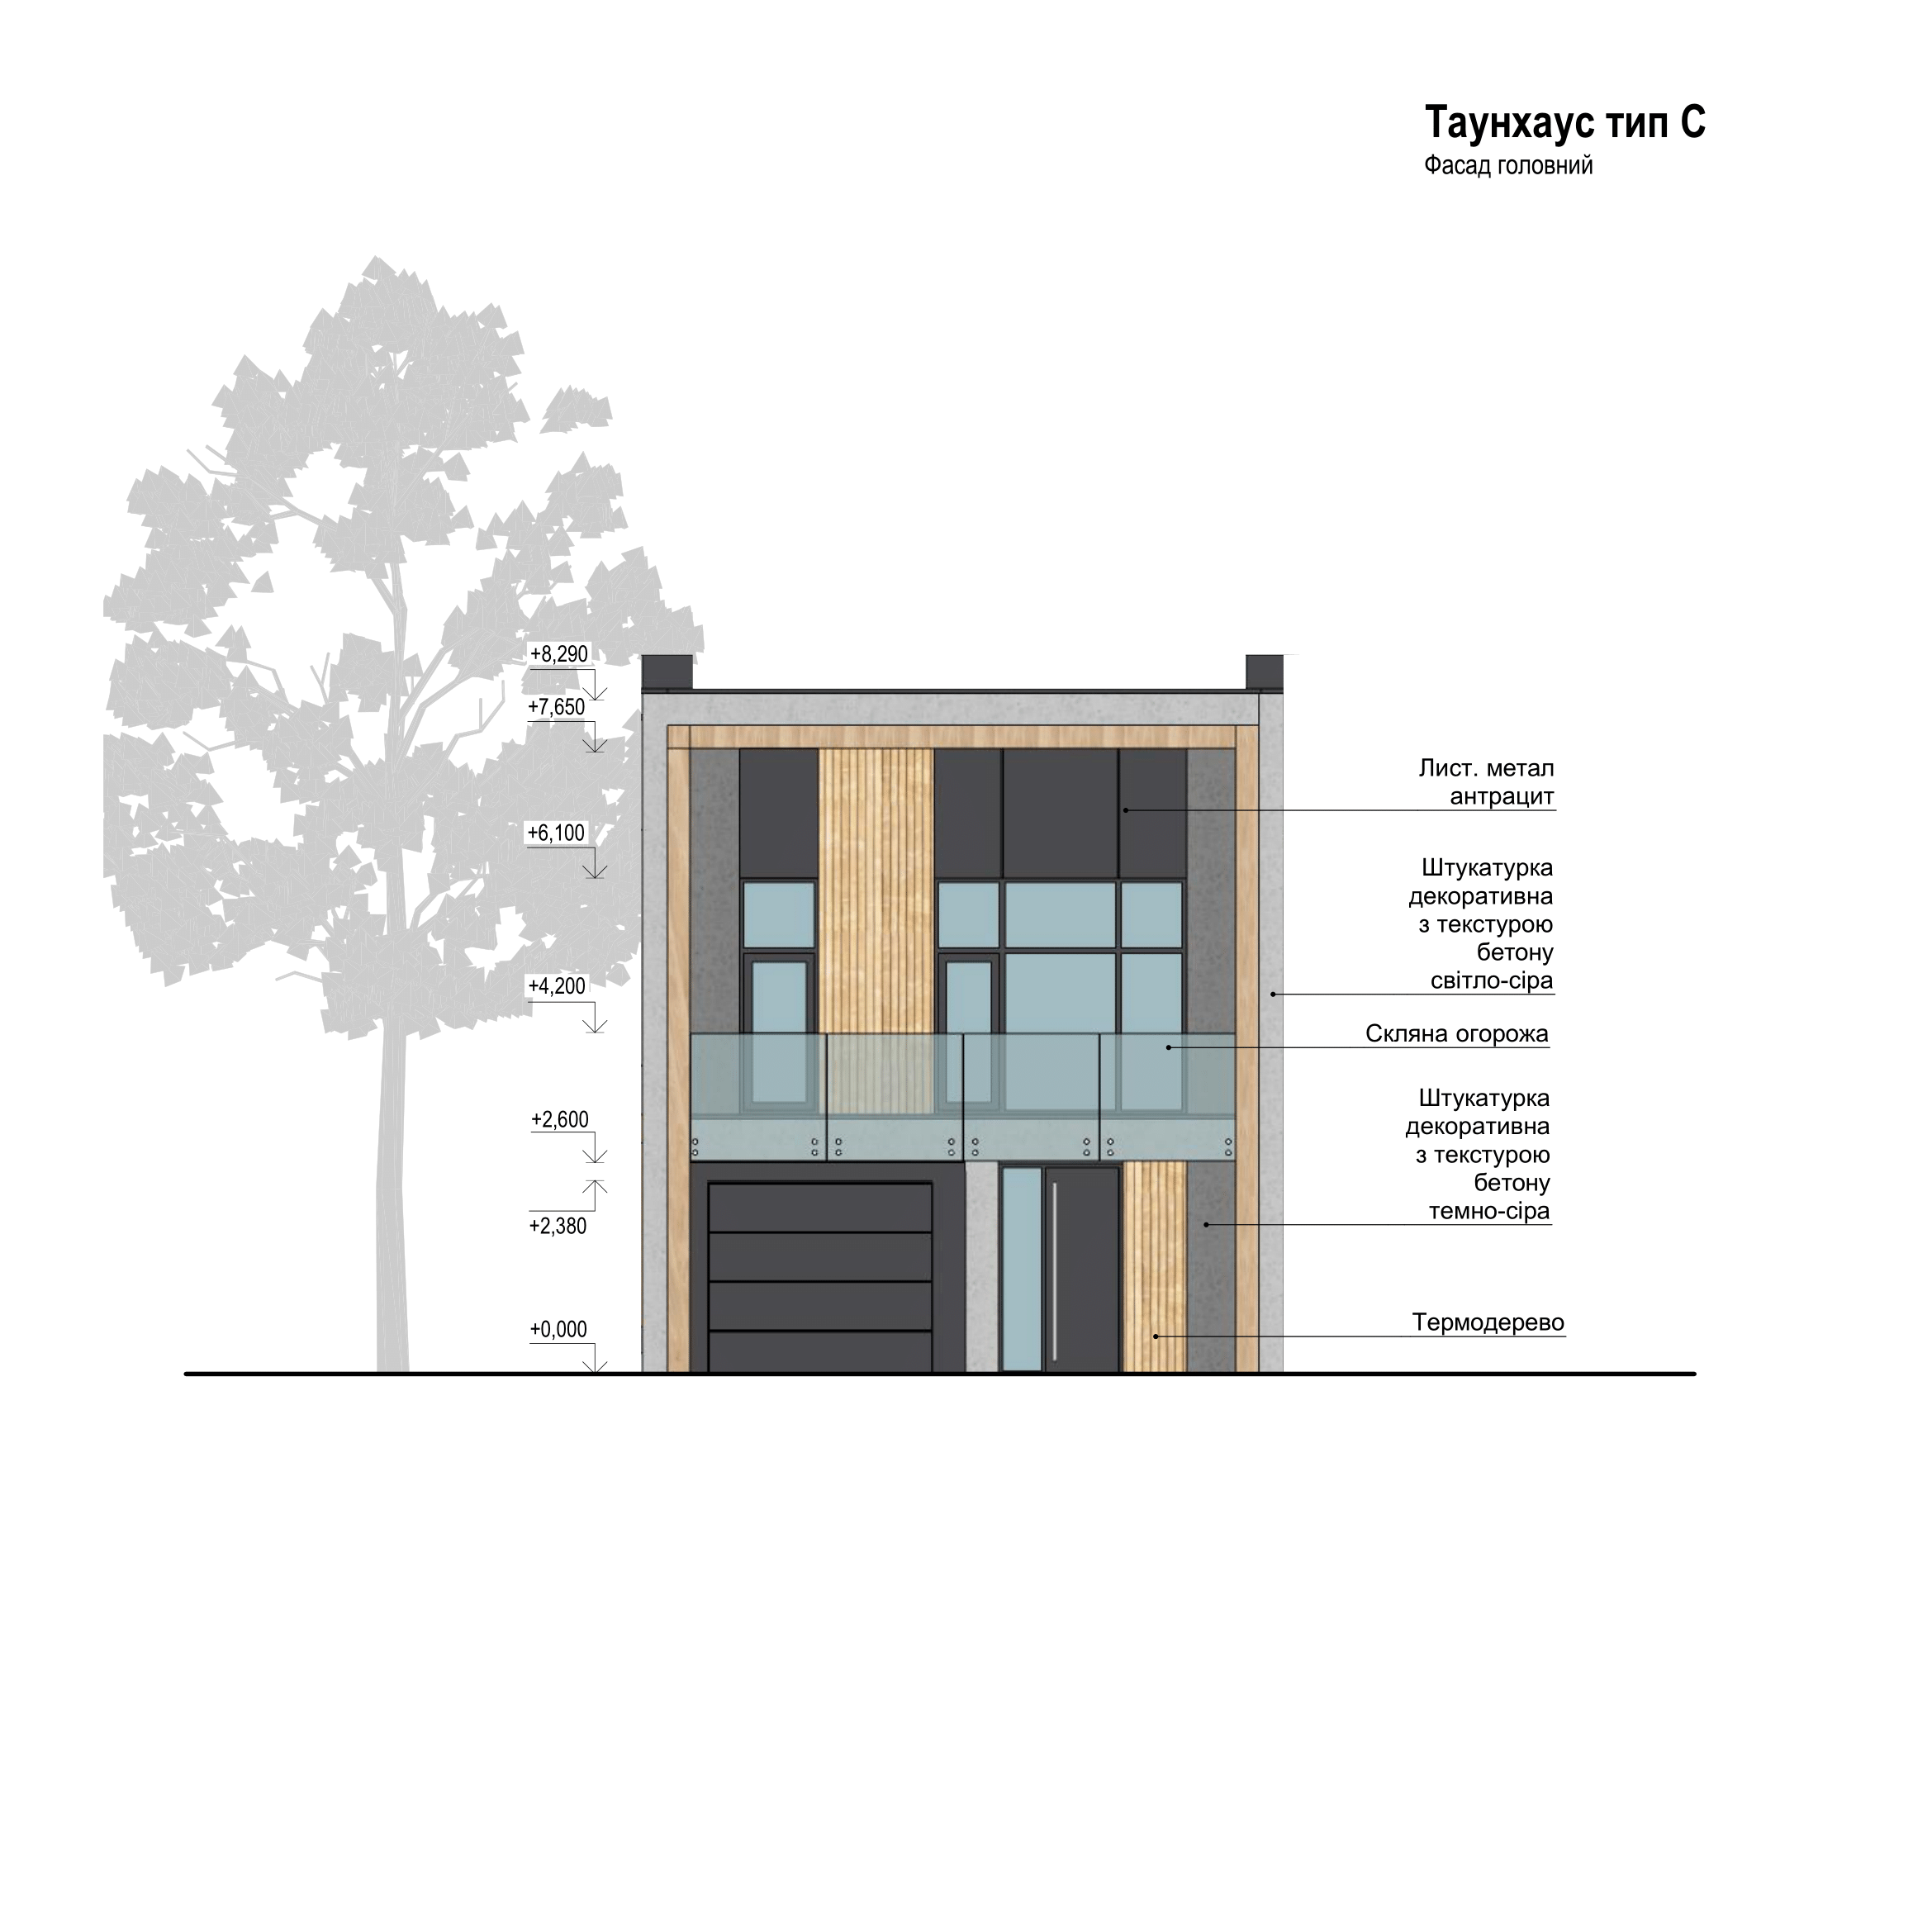 Таунхаус тип С
Фасад головний
+8,290
+7,650
+6,100
+4,200
+2,600
+2,380
+0,000
Лист. метал
антрацит
Штукатурка
декоративна
з текстурою
бетону
світло-сіра
Скляна огорожа
Штукатурка
декоративна
з текстурою
бетону
темно-сіра
Термодерево